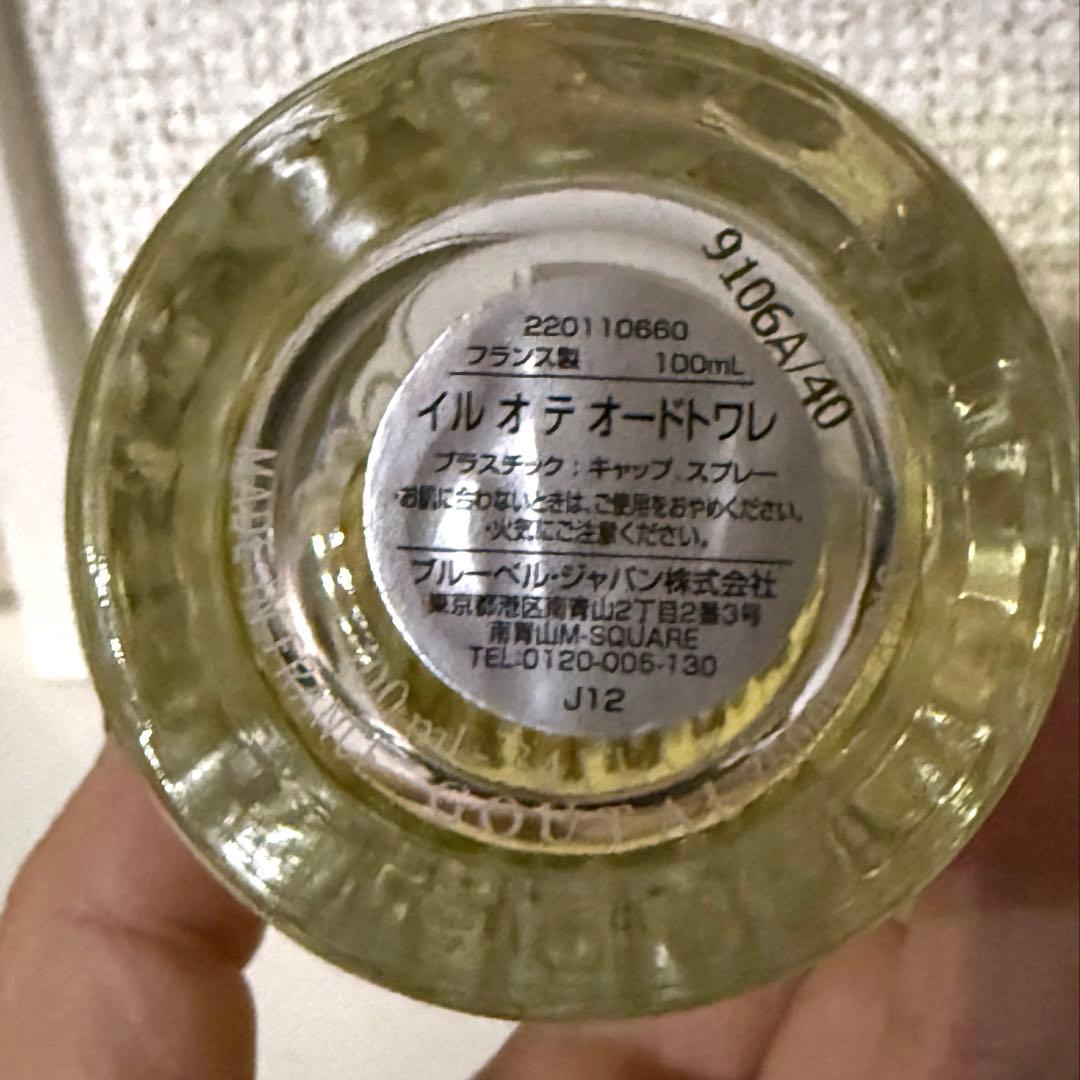 9106A/40
220110660
フランス製 100mL
イル オ テ オードトワレ
プラスチック：キャップ、スプレー
・お肌に合わないときは、ご使用をおやめください。
・火気にご注意ください。
ブルーベル・ジャパン株式会社
東京都港区南青山2丁目2番3号
南青山M-SQUARE
TEL:0120-005-130
J12